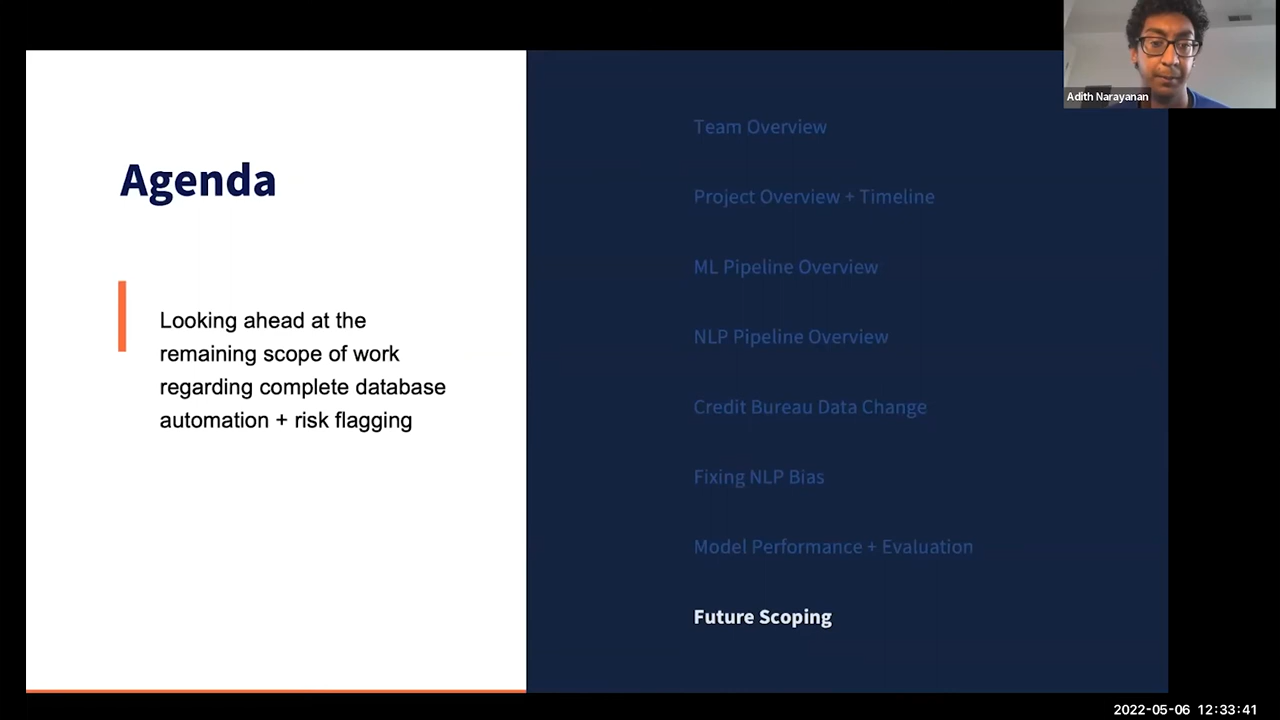 Adith Narayanan
Agenda
Looking ahead at the
remaining scope of work
regarding complete database
automation + risk flagging
Team Overview
Project Overview + Timeline
ML Pipeline Overview
NLP Pipeline Overview
Credit Bureau Data Change
Fixing NLP Bias
Model Performance + Evaluation
Future Scoping
2022-05-06 12:33:41